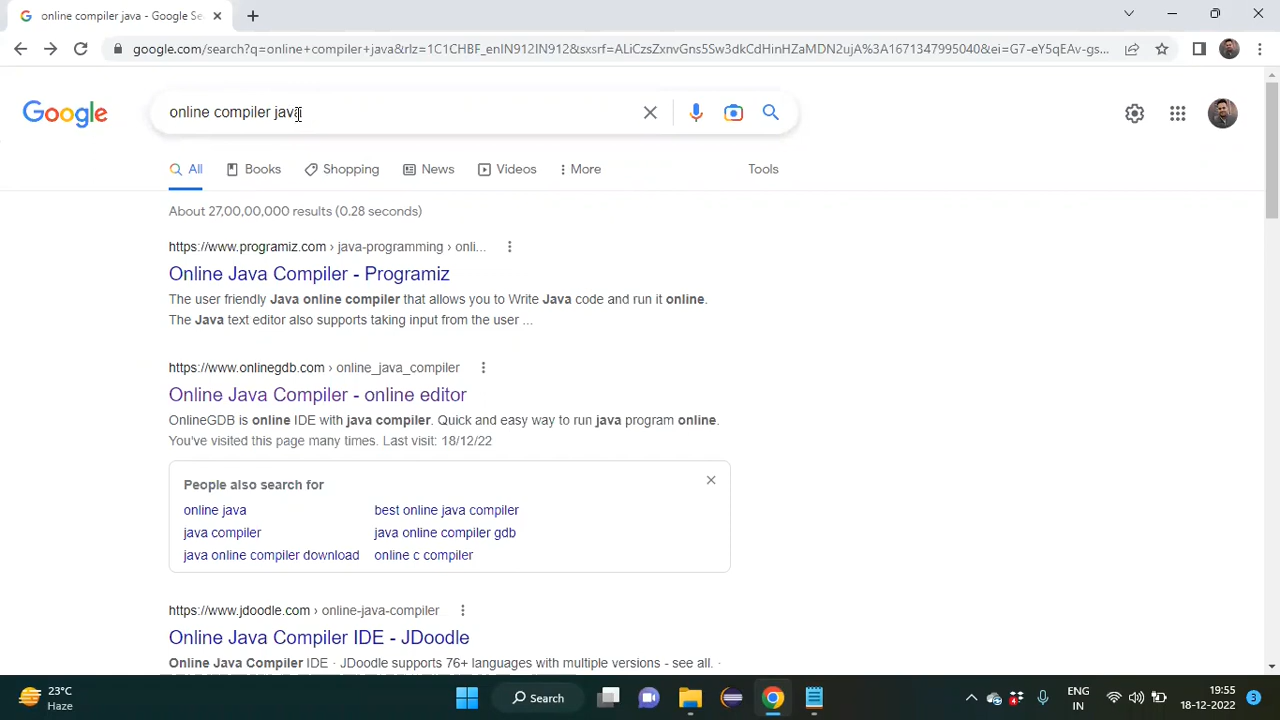 online compiler java - Google Se
google.com/search?q=online+compiler+java&rlz=1C1CHBF_enIN912IN912&sxsrf=ALiCzsZxnvGns5Sw3dkCdHinHZaMDN2ujA%3A1671347995040&ei=G7-eY5qEAv-gs...
Google
online compiler java
All Books Shopping News Videos More Tools
About 27,00,00,000 results (0.28 seconds)
https://www.programiz.com › java-programming › onli...
Online Java Compiler - Programiz
The user friendly Java online compiler that allows you to Write Java code and run it online.
The Java text editor also supports taking input from the user ...
https://www.onlinegdb.com › online_java_compiler
Online Java Compiler - online editor
OnlineGDB is online IDE with java compiler. Quick and easy way to run java program online.
You've visited this page many times. Last visit: 18/12/22
People also search for
online java best online java compiler
java compiler java online compiler gdb
java online compiler download online c compiler
https://www.jdoodle.com › online-java-compiler
Online Java Compiler IDE - JDoodle
Online Java Compiler IDE · JDoodle supports 76+ languages with multiple versions - see all. ·
23°C
Haze
Search
ENG
IN
19:55
18-12-2022
3